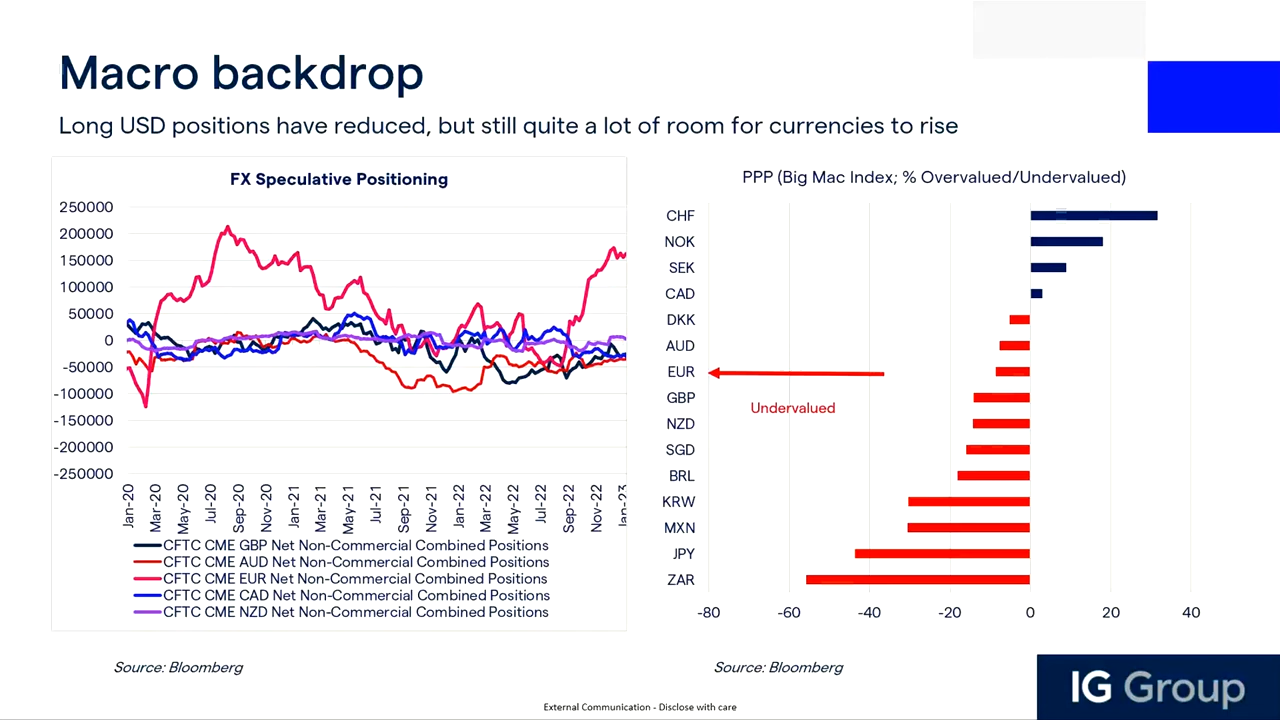 Macro backdrop
Long USD positions have reduced, but still quite a lot of room for currencies to rise
FX Speculative Positioning
250000
200000
150000
100000
50000
0
-50000
-100000
-150000
-200000
-250000
Jan-20
Mar-20
May-20
Jul-20
Sep-20
Nov-20
Jan-21
Mar-21
May-21
Jul-21
Sep-21
Nov-21
Jan-22
Mar-22
May-22
Jul-22
Sep-22
Nov-22
Jan-23
CFTC CME GBP Net Non-Commercial Combined Positions
CFTC CME AUD Net Non-Commercial Combined Positions
CFTC CME EUR Net Non-Commercial Combined Positions
CFTC CME CAD Net Non-Commercial Combined Positions
CFTC CME NZD Net Non-Commercial Combined Positions
Source: Bloomberg
PPP (Big Mac Index; % Overvalued/Undervalued)
CHF
NOK
SEK
CAD
DKK
AUD
EUR
GBP
Undervalued
NZD
SGD
BRL
KRW
MXN
JPY
ZAR
-80 -60 -40 -20 0 20 40
Source: Bloomberg
IG Group
External Communication - Disclose with care